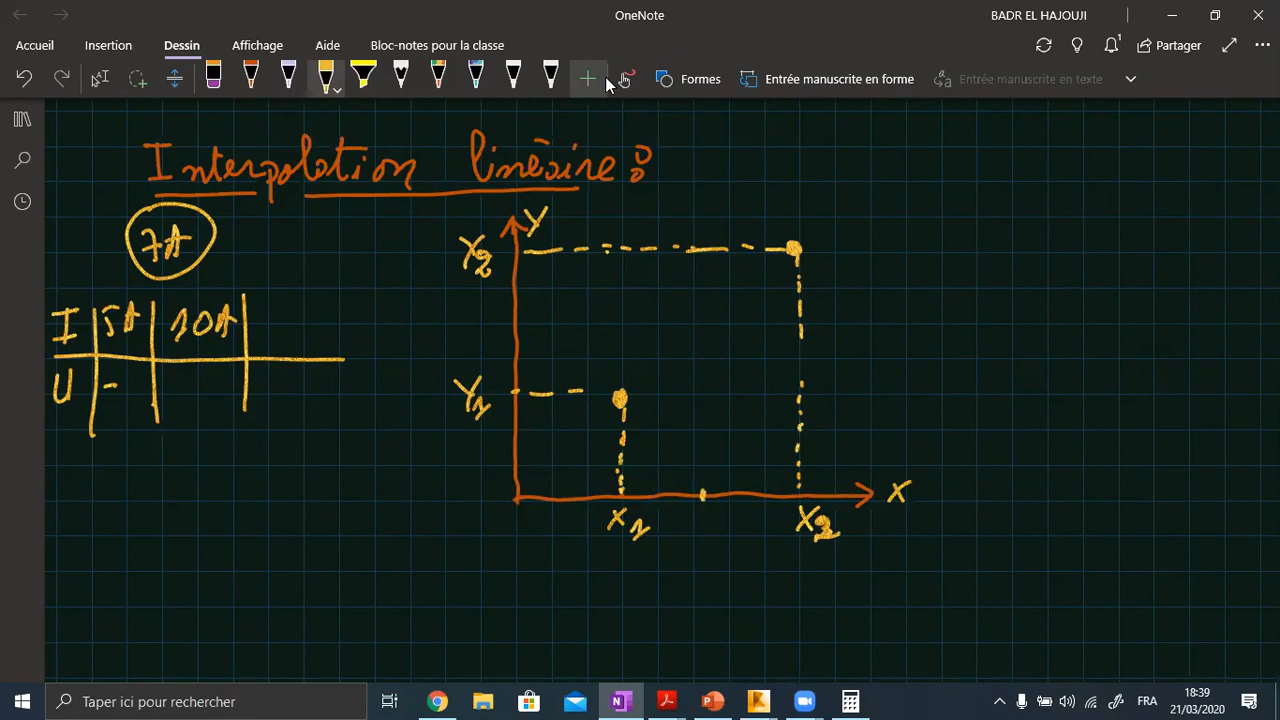 OneNote
BADR EL HAJOUJI
Accueil Insertion Dessin Affichage Aide Bloc-notes pour la classe
Partager
Formes Entrée manuscrite en forme Entrée manuscrite en texte
Interpolation linéaire :
7A
Y
Y2
I 5A 10A
U -
Y1
X
X1 X2
Taper ici pour rechercher
FRA
18:39
21/03/2020